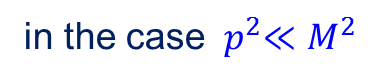 in the case p² ≪ M²